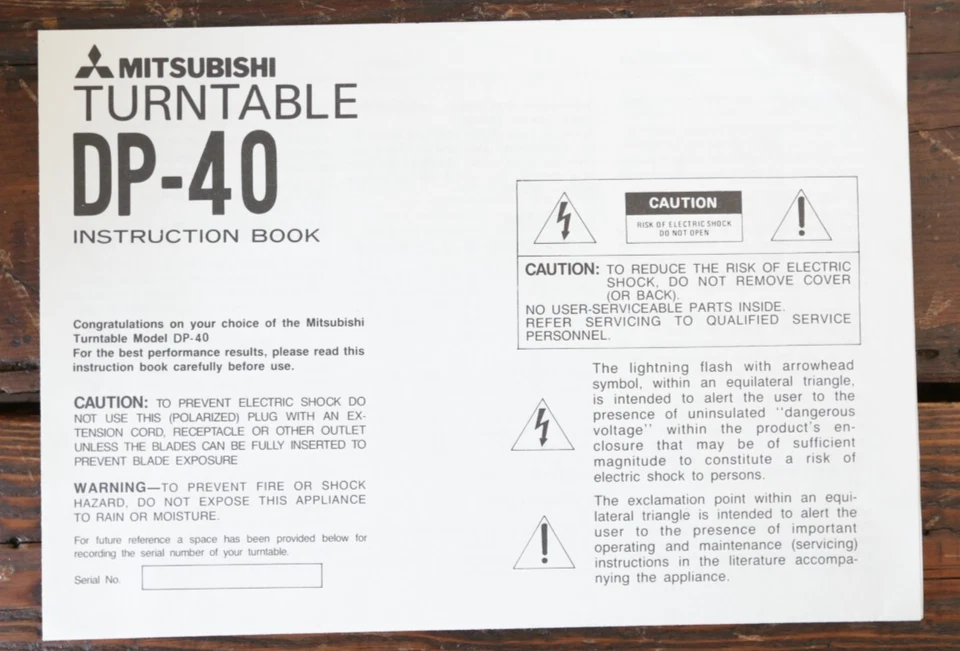 MITSUBISHI
TURNTABLE
DP-40
INSTRUCTION BOOK
Congratulations on your choice of the Mitsubishi
Turntable Model DP-40
For the best performance results, please read this
instruction book carefully before use.
CAUTION: TO PREVENT ELECTRIC SHOCK DO
NOT USE THIS (POLARIZED) PLUG WITH AN EX-
TENSION CORD, RECEPTACLE OR OTHER OUTLET
UNLESS THE BLADES CAN BE FULLY INSERTED TO
PREVENT BLADE EXPOSURE
WARNING—TO PREVENT FIRE OR SHOCK
HAZARD, DO NOT EXPOSE THIS APPLIANCE
TO RAIN OR MOISTURE.
For future reference a space has been provided below for
recording the serial number of your turntable.
Serial No.
CAUTION
RISK OF ELECTRIC SHOCK
DO NOT OPEN
CAUTION: TO REDUCE THE RISK OF ELECTRIC
SHOCK, DO NOT REMOVE COVER
(OR BACK).
NO USER-SERVICEABLE PARTS INSIDE.
REFER SERVICING TO QUALIFIED SERVICE
PERSONNEL.
The lightning flash with arrowhead
symbol, within an equilateral triangle,
is intended to alert the user to the
presence of uninsulated "dangerous
voltage" within the product's en-
closure that may be of sufficient
magnitude to constitute a risk of
electric shock to persons.
The exclamation point within an equi-
lateral triangle is intended to alert the
user to the presence of important
operating and maintenance (servicing)
instructions in the literature accompa-
nying the appliance.